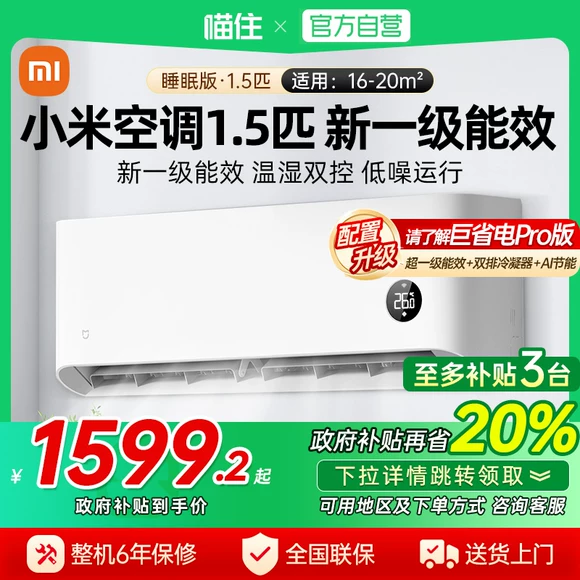 喵住 × 官方自营
睡眠版·1.5匹 适用：16-20m²
小米空调1.5匹 新一级能效
新一级能效 温湿双控 低噪运行
配置升级
请了解巨省电Pro版
超一级能效+双排冷凝器+AI节能
26.0
至多补贴3台
¥1599.2起
政府补贴到手价
政府补贴再省20%
下拉详情跳转领取
可用地区及下单方式 咨询客服
整机6年保修 全国联保 送货上门